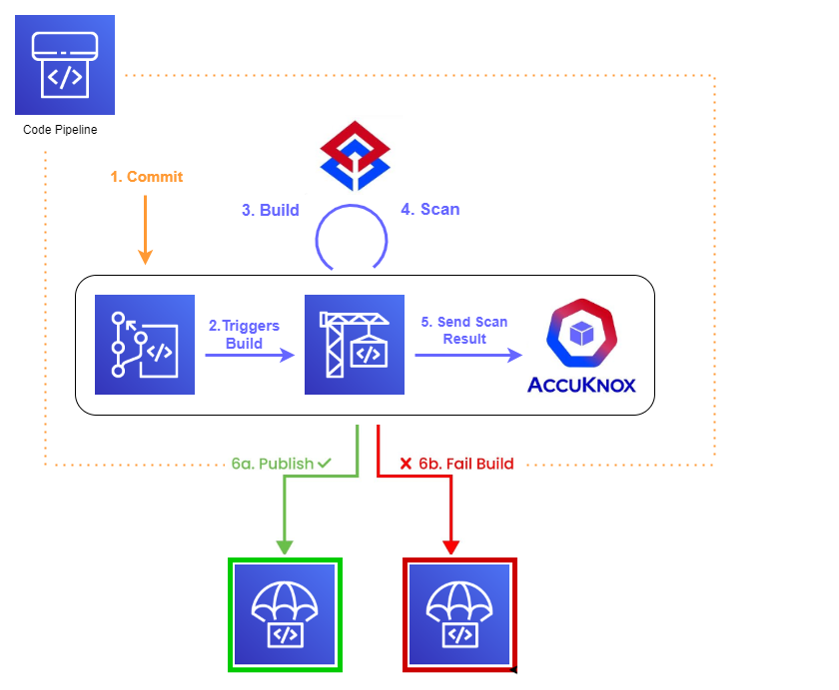 Code Pipeline
1. Commit
3. Build
4. Scan
2.Triggers
Build
5. Send Scan
Result
ACCUKNOX
6a. Publish ✓
✗ 6b. Fail Build